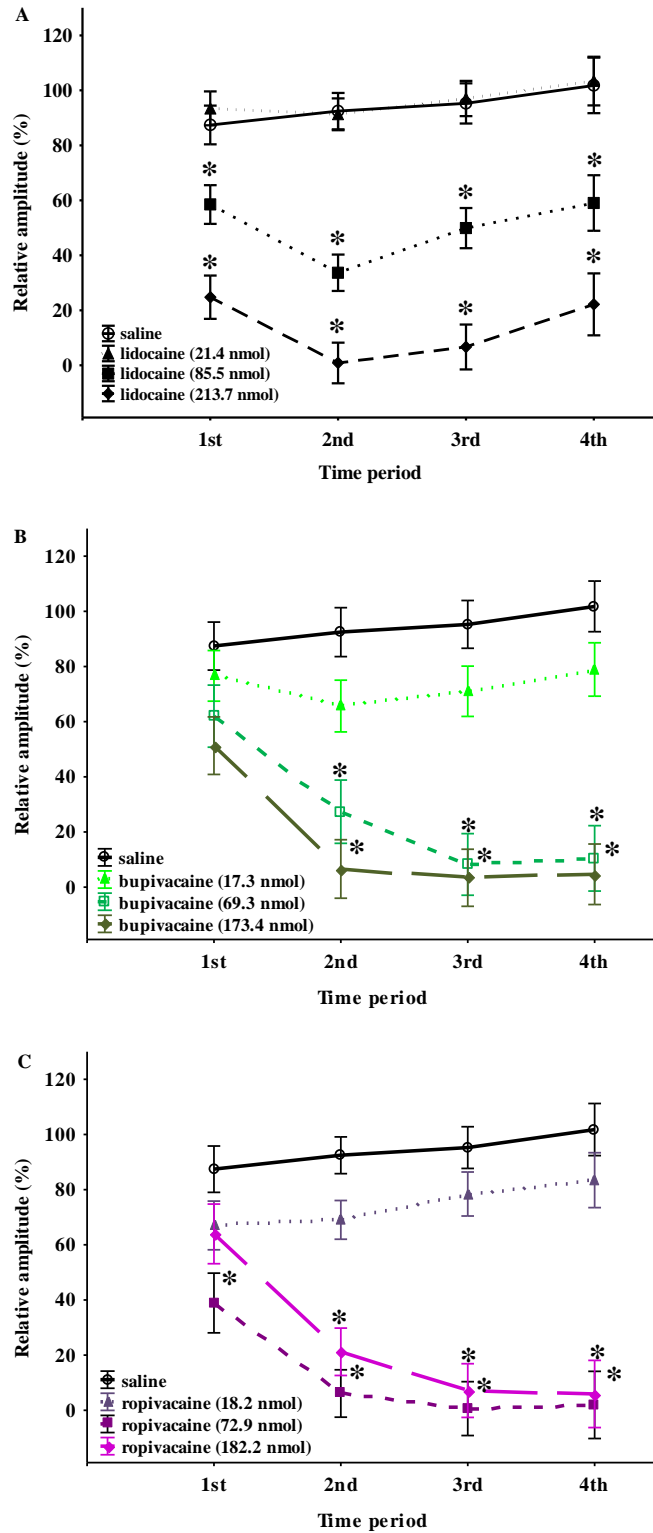 A
120
100
80
60
40
20
0
Relative amplitude (%)
* * * *
* * * *
saline
lidocaine (21.4 nmol)
lidocaine (85.5 nmol)
lidocaine (213.7 nmol)
1st 2nd 3rd 4th
Time period
B
120
100
80
60
40
20
0
Relative amplitude (%)
* * *
* * *
saline
bupivacaine (17.3 nmol)
bupivacaine (69.3 nmol)
bupivacaine (173.4 nmol)
1st 2nd 3rd 4th
Time period
C
120
100
80
60
40
20
0
Relative amplitude (%)
* * * *
* * *
saline
ropivacaine (18.2 nmol)
ropivacaine (72.9 nmol)
ropivacaine (182.2 nmol)
1st 2nd 3rd 4th
Time period